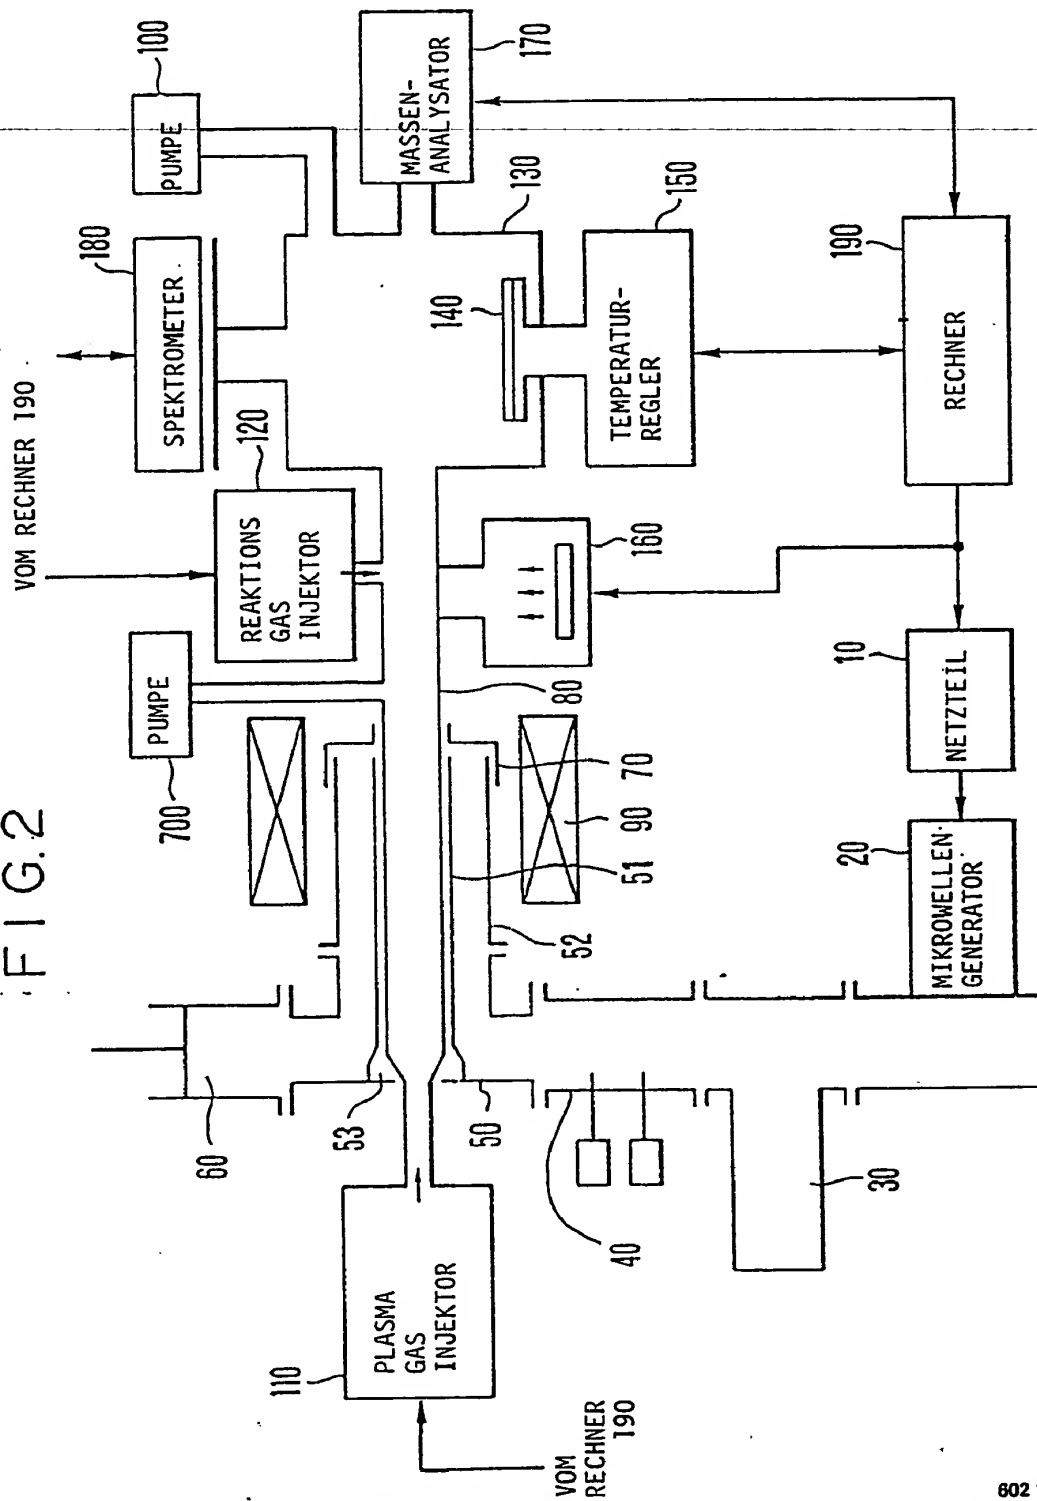 FIG.2
VOM RECHNER 190
100
PUMPE
180
SPEKTROMETER
120
REAKTIONS
GAS
INJEKTOR
PUMPE
700
170
MASSEN-
ANALYSATOR
130
140
150
TEMPERATUR-
REGLER
160
80
70
90
51
52
53
60
50
40
30
110
PLASMA
GAS
INJEKTOR
VOM
RECHNER
190
190
RECHNER
10
NETZTEIL
20
MIKROWELLEN
GENERATOR
602